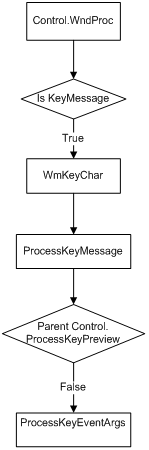 Control.WndProc
Is KeyMessage
True
WmKeyChar
ProcessKeyMessage
Parent Control.
ProcessKeyPreview
False
ProcessKeyEventArgs